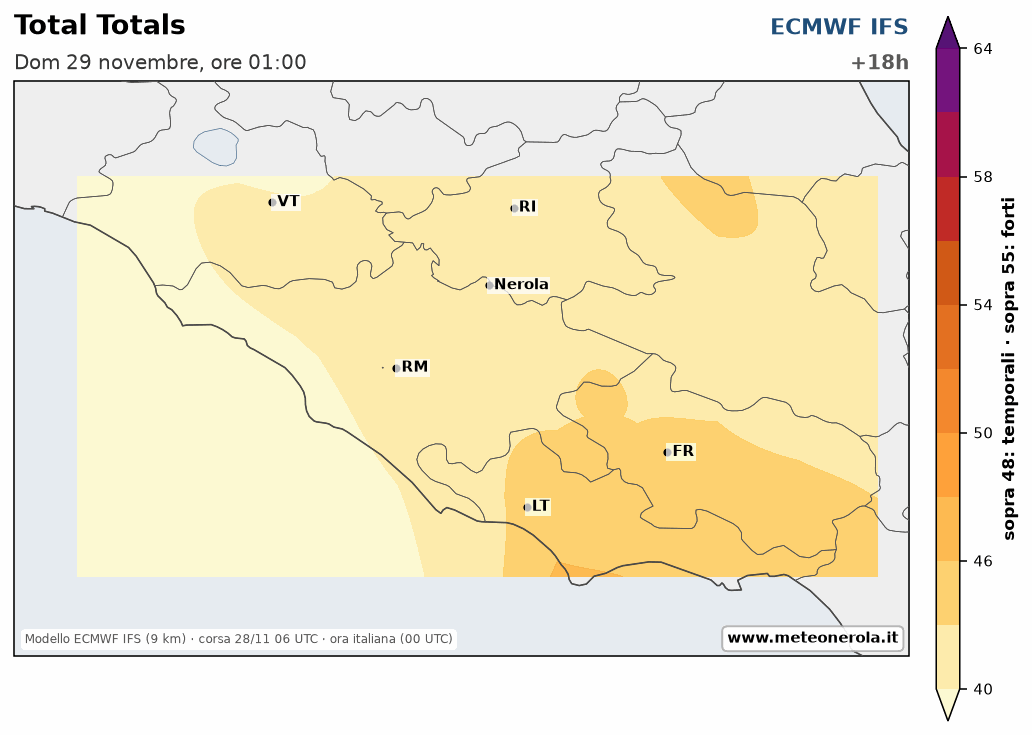 Total Totals
ECMWF IFS
Dom 29 novembre, ore 01:00
+18h
64
58
54
50
46
40
sopra 48: temporali · sopra 55: forti
VT
RI
Nerola
RM
FR
LT
Modello ECMWF IFS (9 km) · corsa 28/11 06 UTC · ora italiana (00 UTC)
www.meteonerola.it